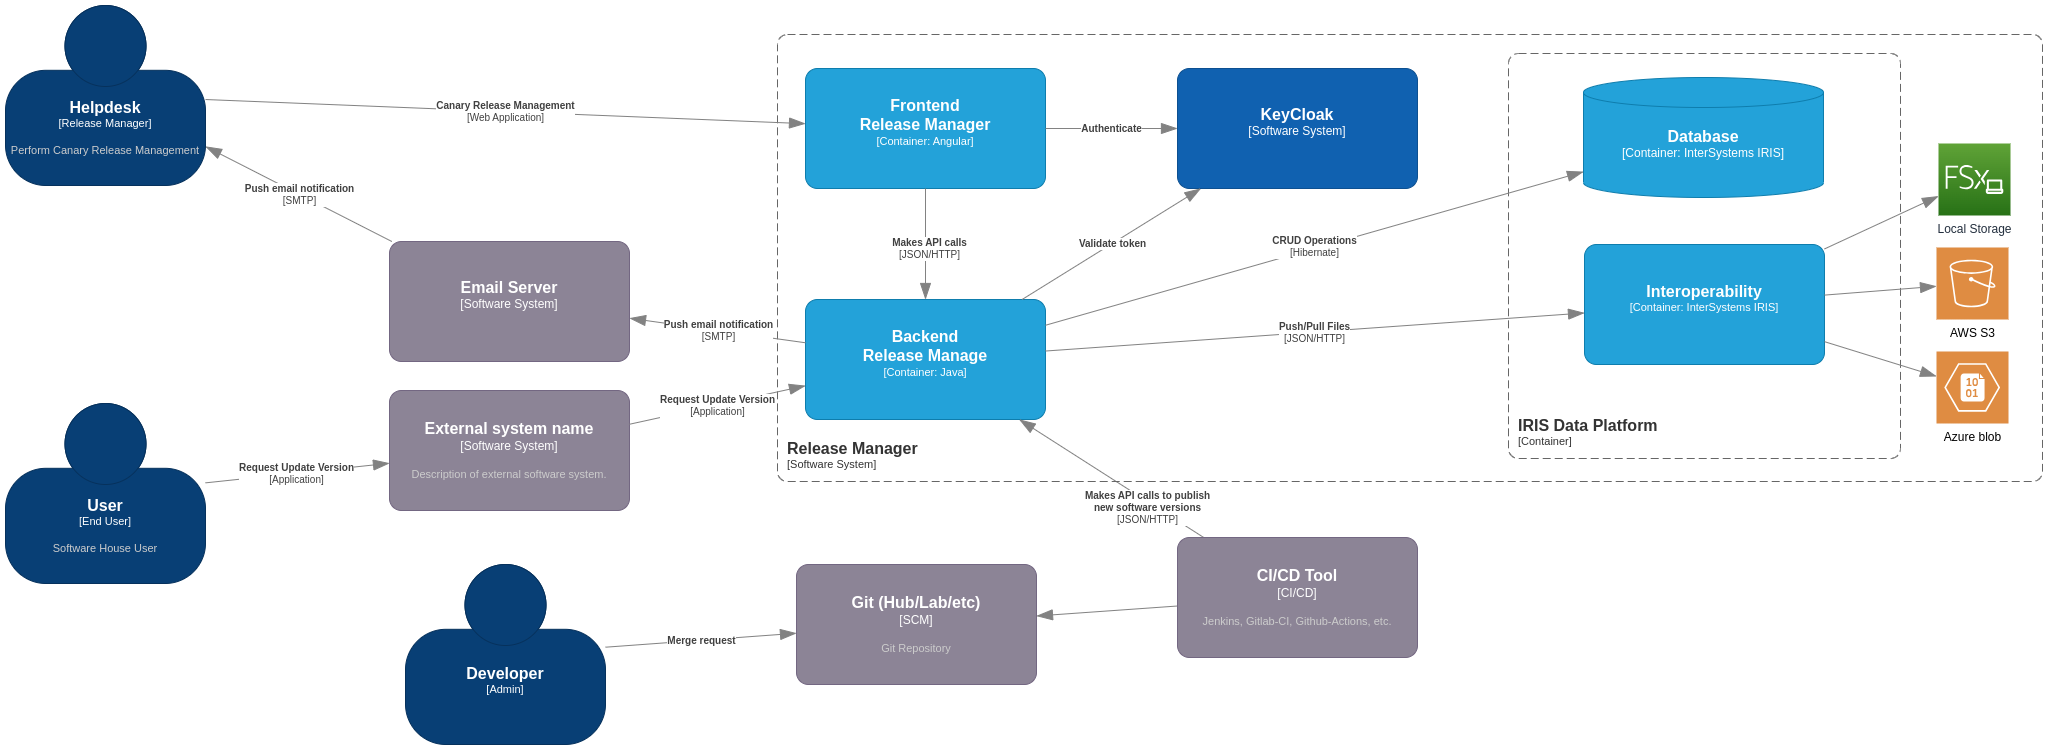 Helpdesk
[Release Manager]
Perform Canary Release Management
Canary Release Management
[Web Application]
Push email notification
[SMTP]
Email Server
[Software System]
Push email notification
[SMTP]
External system name
[Software System]
Description of external software system.
Request Update Version
[Application]
User
[End User]
Software House User
Request Update Version
[Application]
Frontend
Release Manager
[Container: Angular]
Authenticate
KeyCloak
[Software System]
Makes API calls
[JSON/HTTP]
Validate token
Backend
Release Manage
[Container: Java]
CRUD Operations
[Hibernate]
Push/Pull Files
[JSON/HTTP]
Release Manager
[Software System]
Database
[Container: InterSystems IRIS]
Interoperability
[Container: InterSystems IRIS]
IRIS Data Platform
[Container]
FSx
Local Storage
AWS S3
10
01
Azure blob
Makes API calls to publish
new software versions
[JSON/HTTP]
CI/CD Tool
[CI/CD]
Jenkins, Gitlab-CI, Github-Actions, etc.
Git (Hub/Lab/etc)
[SCM]
Git Repository
Merge request
Developer
[Admin]